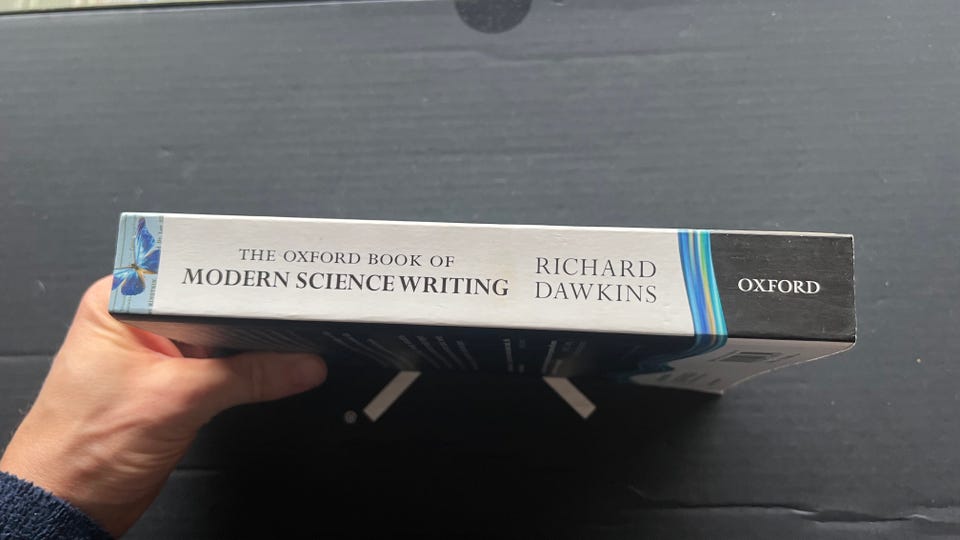 THE OXFORD BOOK OF
MODERN SCIENCE WRITING
RICHARD
DAWKINS
OXFORD